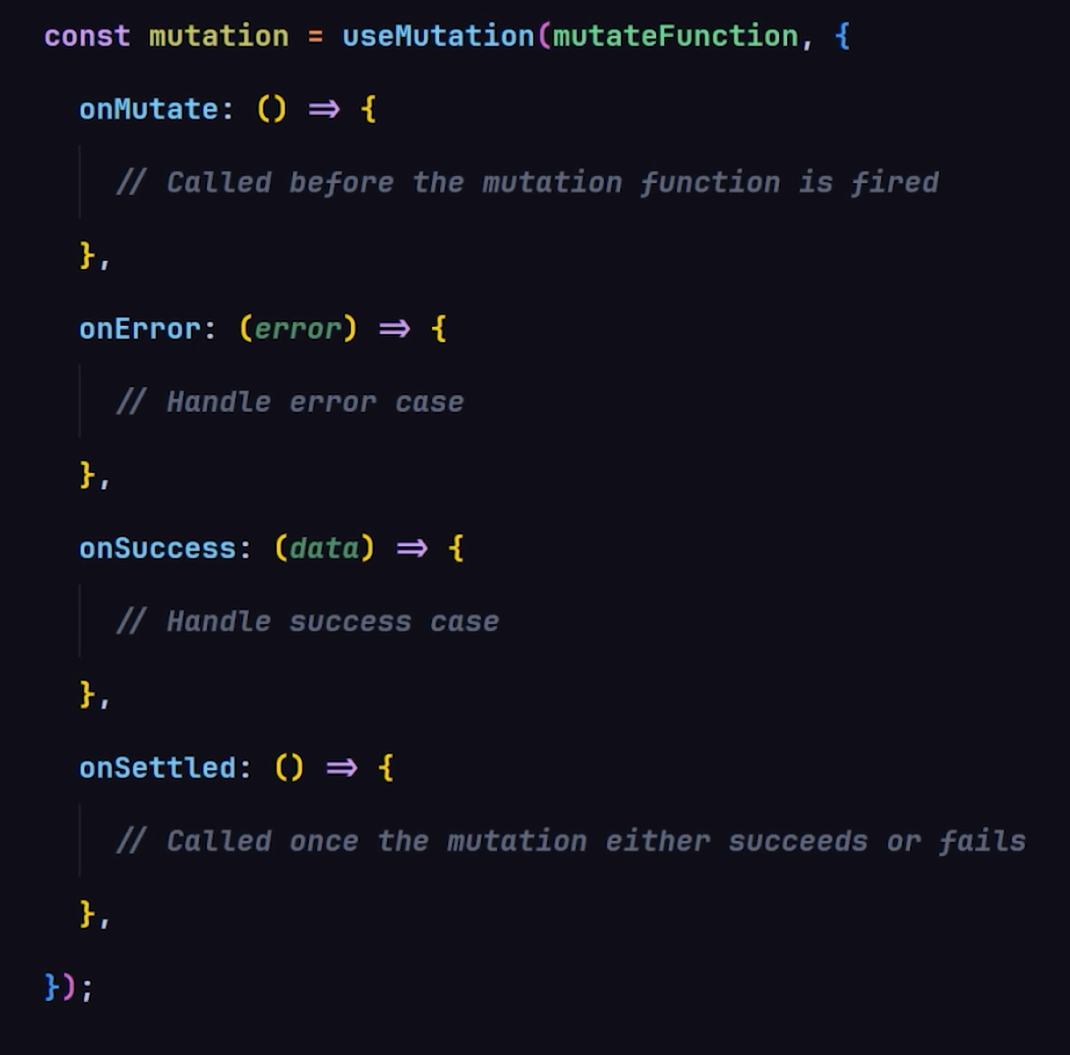 const mutation = useMutation(mutateFunction, {
  onMutate: () => {
    // Called before the mutation function is fired
  },
  onError: (error) => {
    // Handle error case
  },
  onSuccess: (data) => {
    // Handle success case
  },
  onSettled: () => {
    // Called once the mutation either succeeds or fails
  },
});